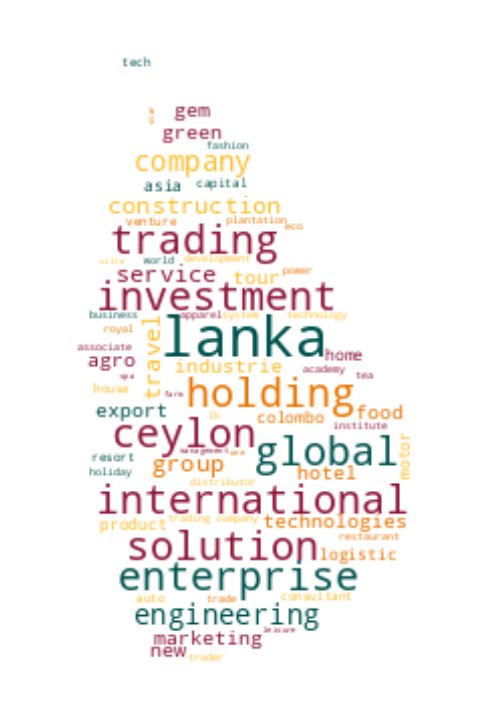 tech
star
gem
green
fashion
company
asia capital
construction
venture plantation
eco
trading
villa world development
service tour power
investment
business apparel system technology
royal
lanka
travel
associate
home
agro
industrie academy
spa tea
house farm holding
export lk colombo food
ceylon institute
motor
management one
global
resort group
holiday hotel
distributor
international
product trading company technologies
restaurant
solution logistic
enterprise
auto trade consultant
engineering
leisure
marketing
new trader